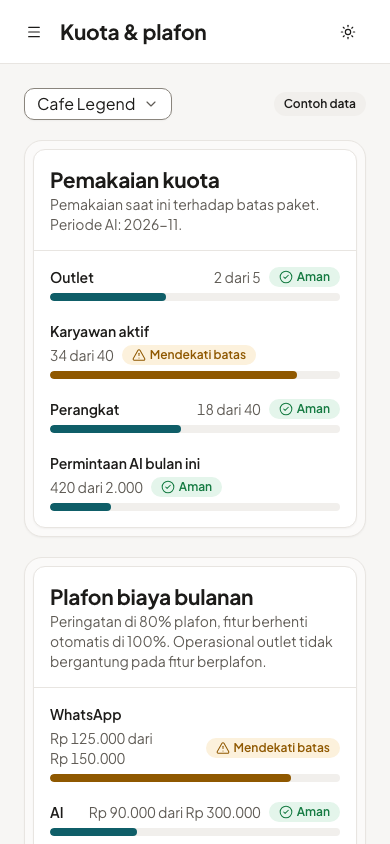 Kuota & plafon
Cafe Legend
Contoh data
Pemakaian kuota
Pemakaian saat ini terhadap batas paket.
Periode AI: 2026–11.
Outlet 2 dari 5 Aman
Karyawan aktif
34 dari 40 Mendekati batas
Perangkat 18 dari 40 Aman
Permintaan AI bulan ini
420 dari 2.000 Aman
Plafon biaya bulanan
Peringatan di 80% plafon, fitur berhenti
otomatis di 100%. Operasional outlet tidak
bergantung pada fitur berplafon.
WhatsApp
Rp 125.000 dari
Rp 150.000 Mendekati batas
AI Rp 90.000 dari Rp 300.000 Aman